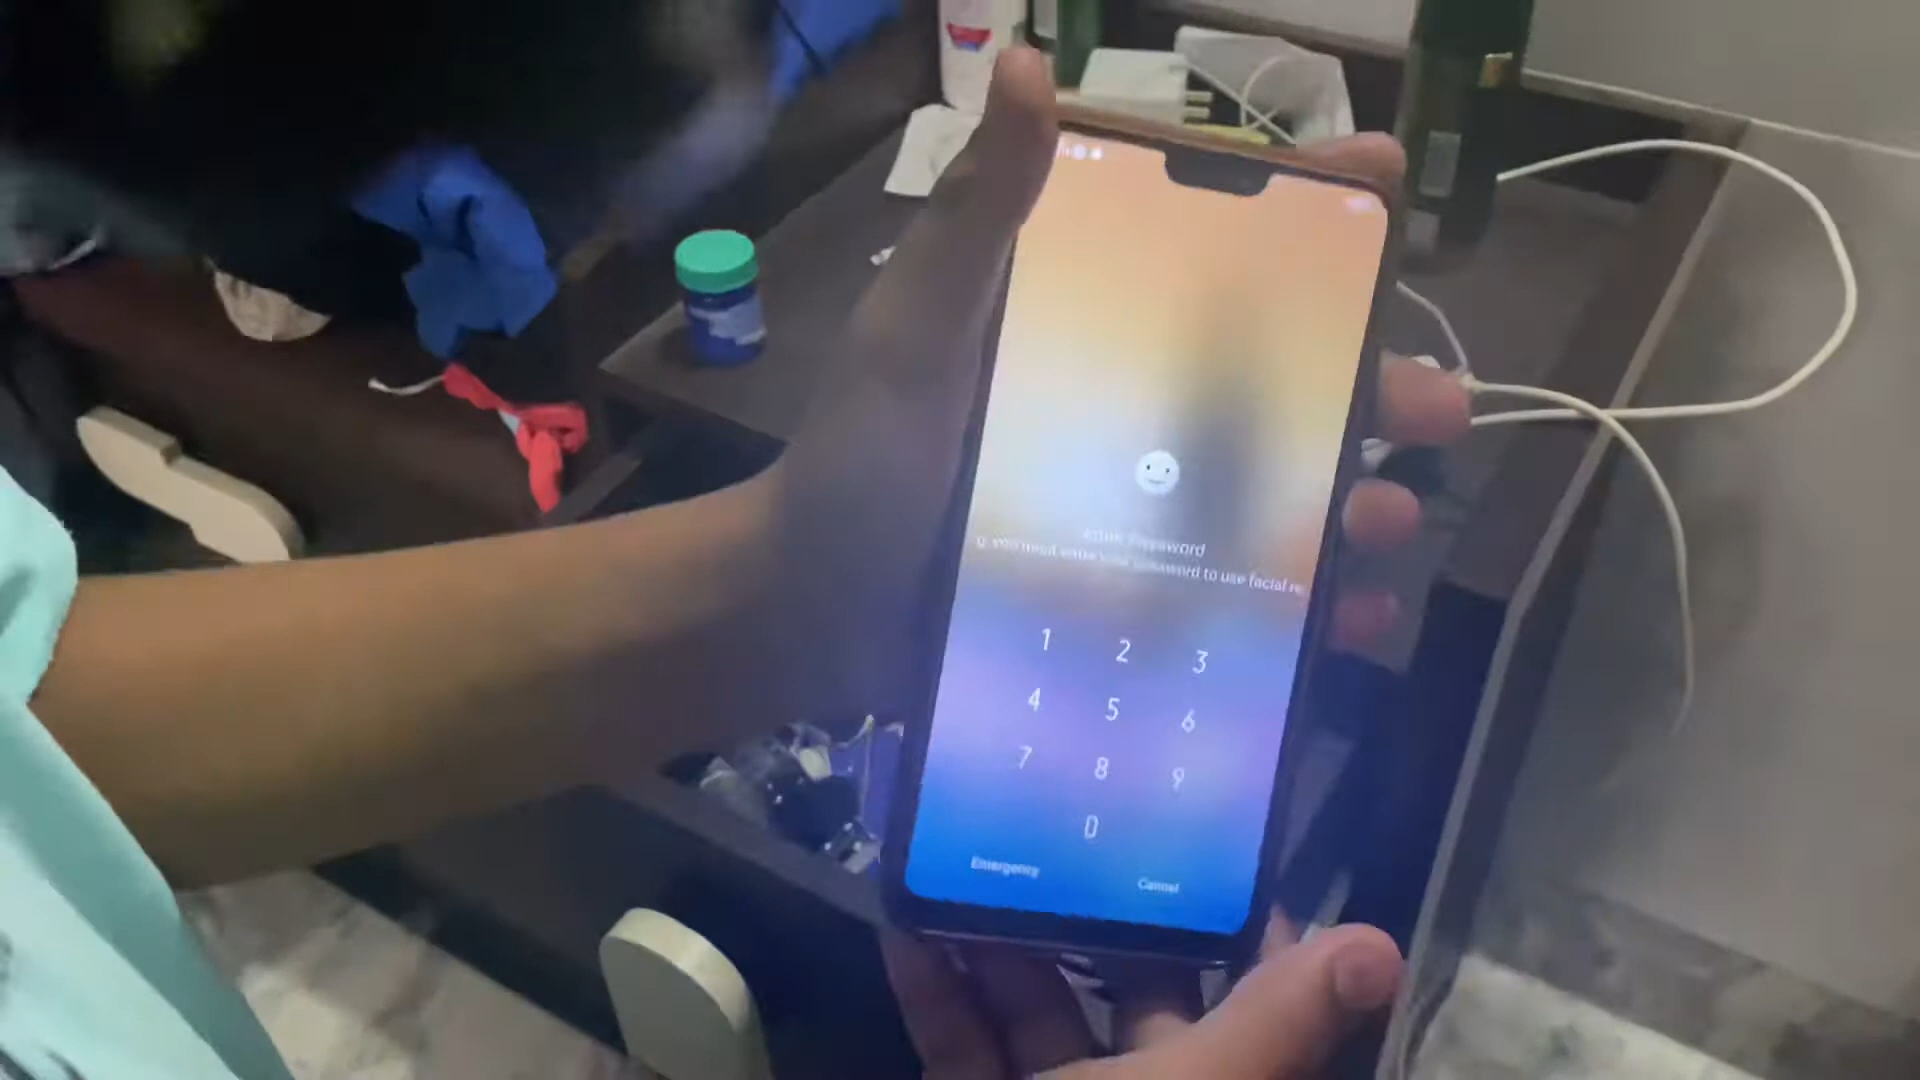 Enter Password
you need enter your password to use facial re
1 2 3
4 5 6
7 8 9
0
Emergency Cancel